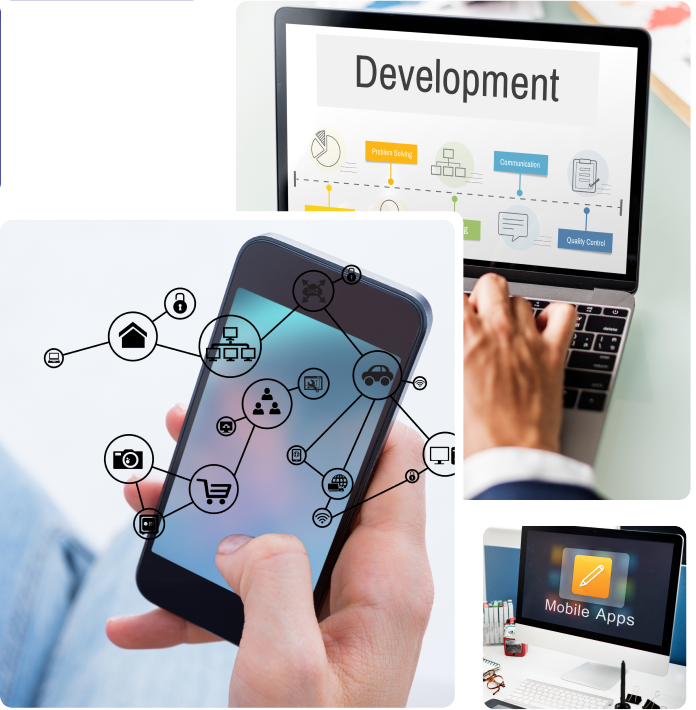 Development
Problem Solving
Communication
g
Quality Control
Mobile Apps